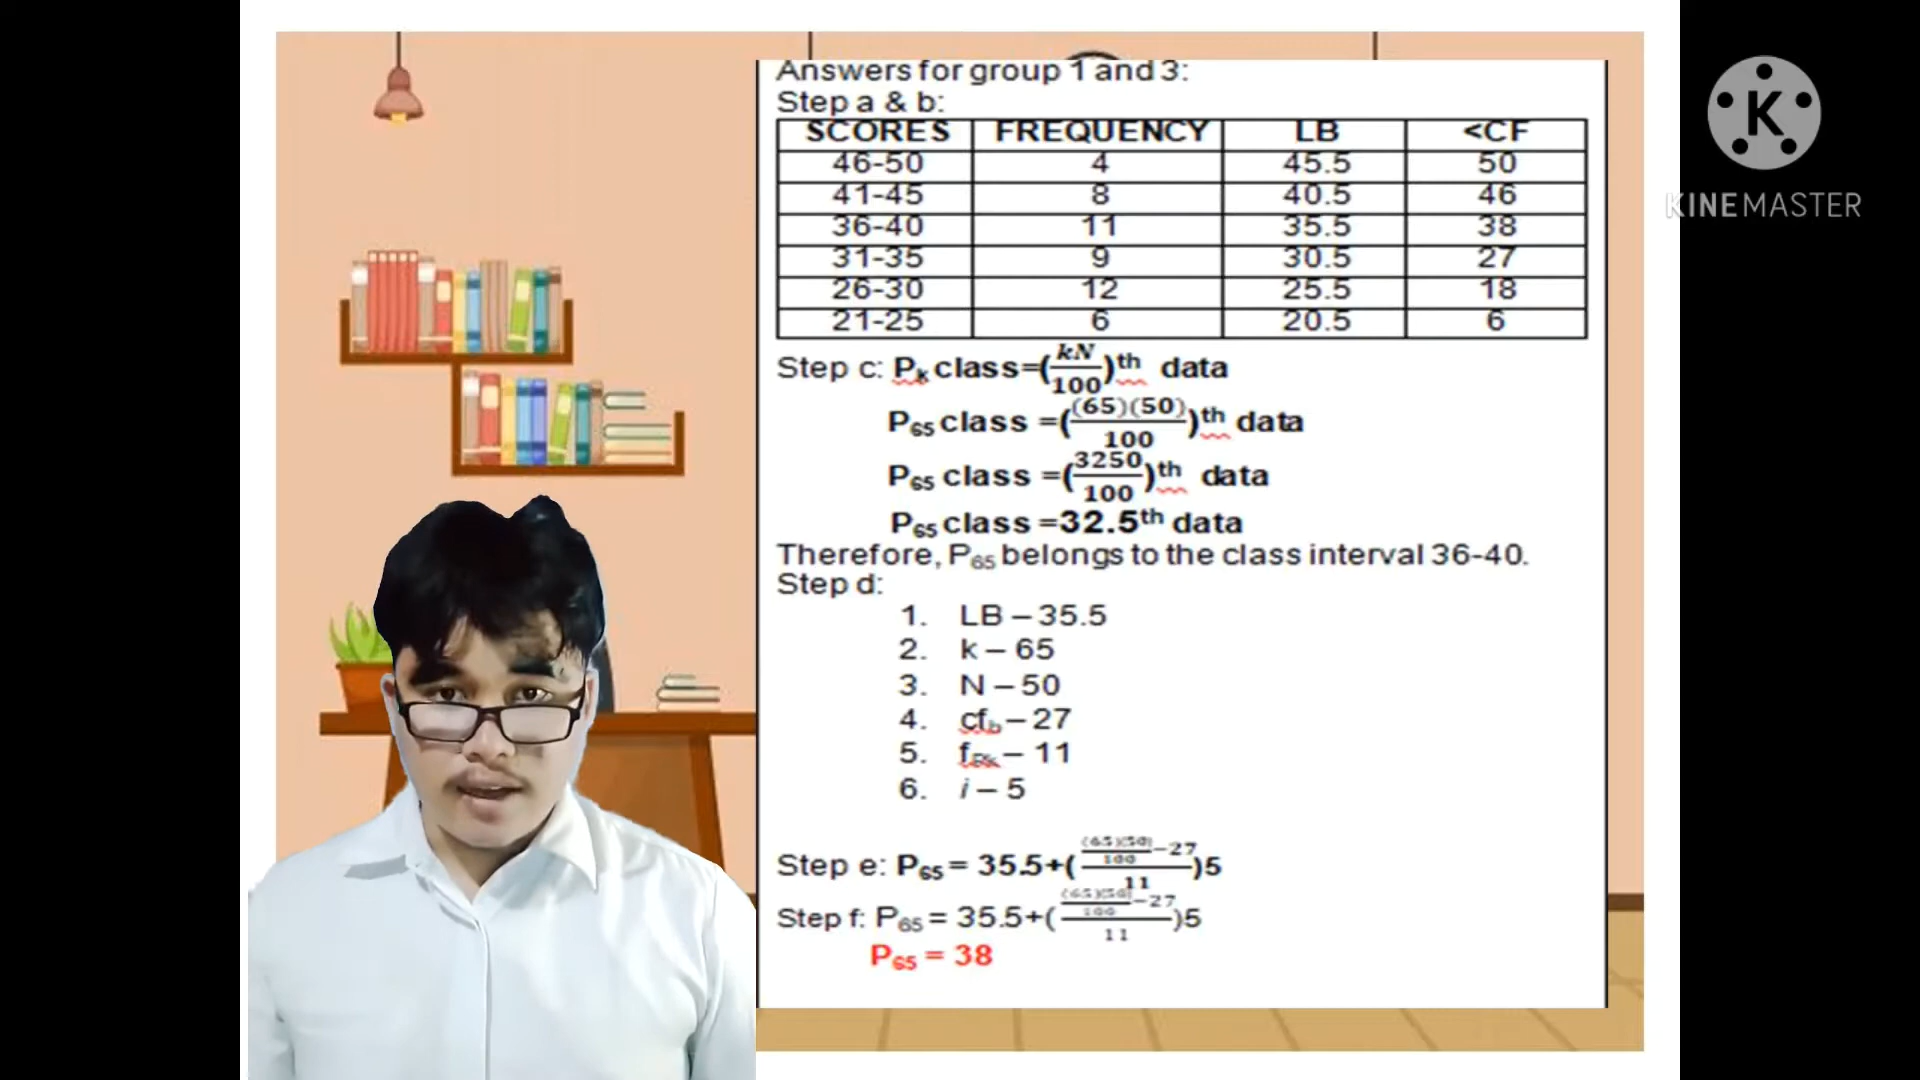 Answers for group 1 and 3:
Step a & b:
SCORES FREQUENCY LB <CF
46-50 4 45.5 50
41-45 8 40.5 46
36-40 11 35.5 38
31-35 9 30.5 27
26-30 12 25.5 18
21-25 6 20.5 6
Step c: Pk class=(kN/100)th data
P65 class =((65)(50)/100)th data
P65 class =(3250/100)th data
P65 class =32.5th data
Therefore, P65 belongs to the class interval 36-40.
Step d:
1. LB – 35.5
2. k – 65
3. N – 50
4. cfb – 27
5. fPk – 11
6. i – 5
Step e: P65 = 35.5+(((65)(50)/100 -27)/11)5
Step f: P65 = 35.5+(((65)(50)/100 -27)/11)5
P65 = 38
K
KINEMASTER